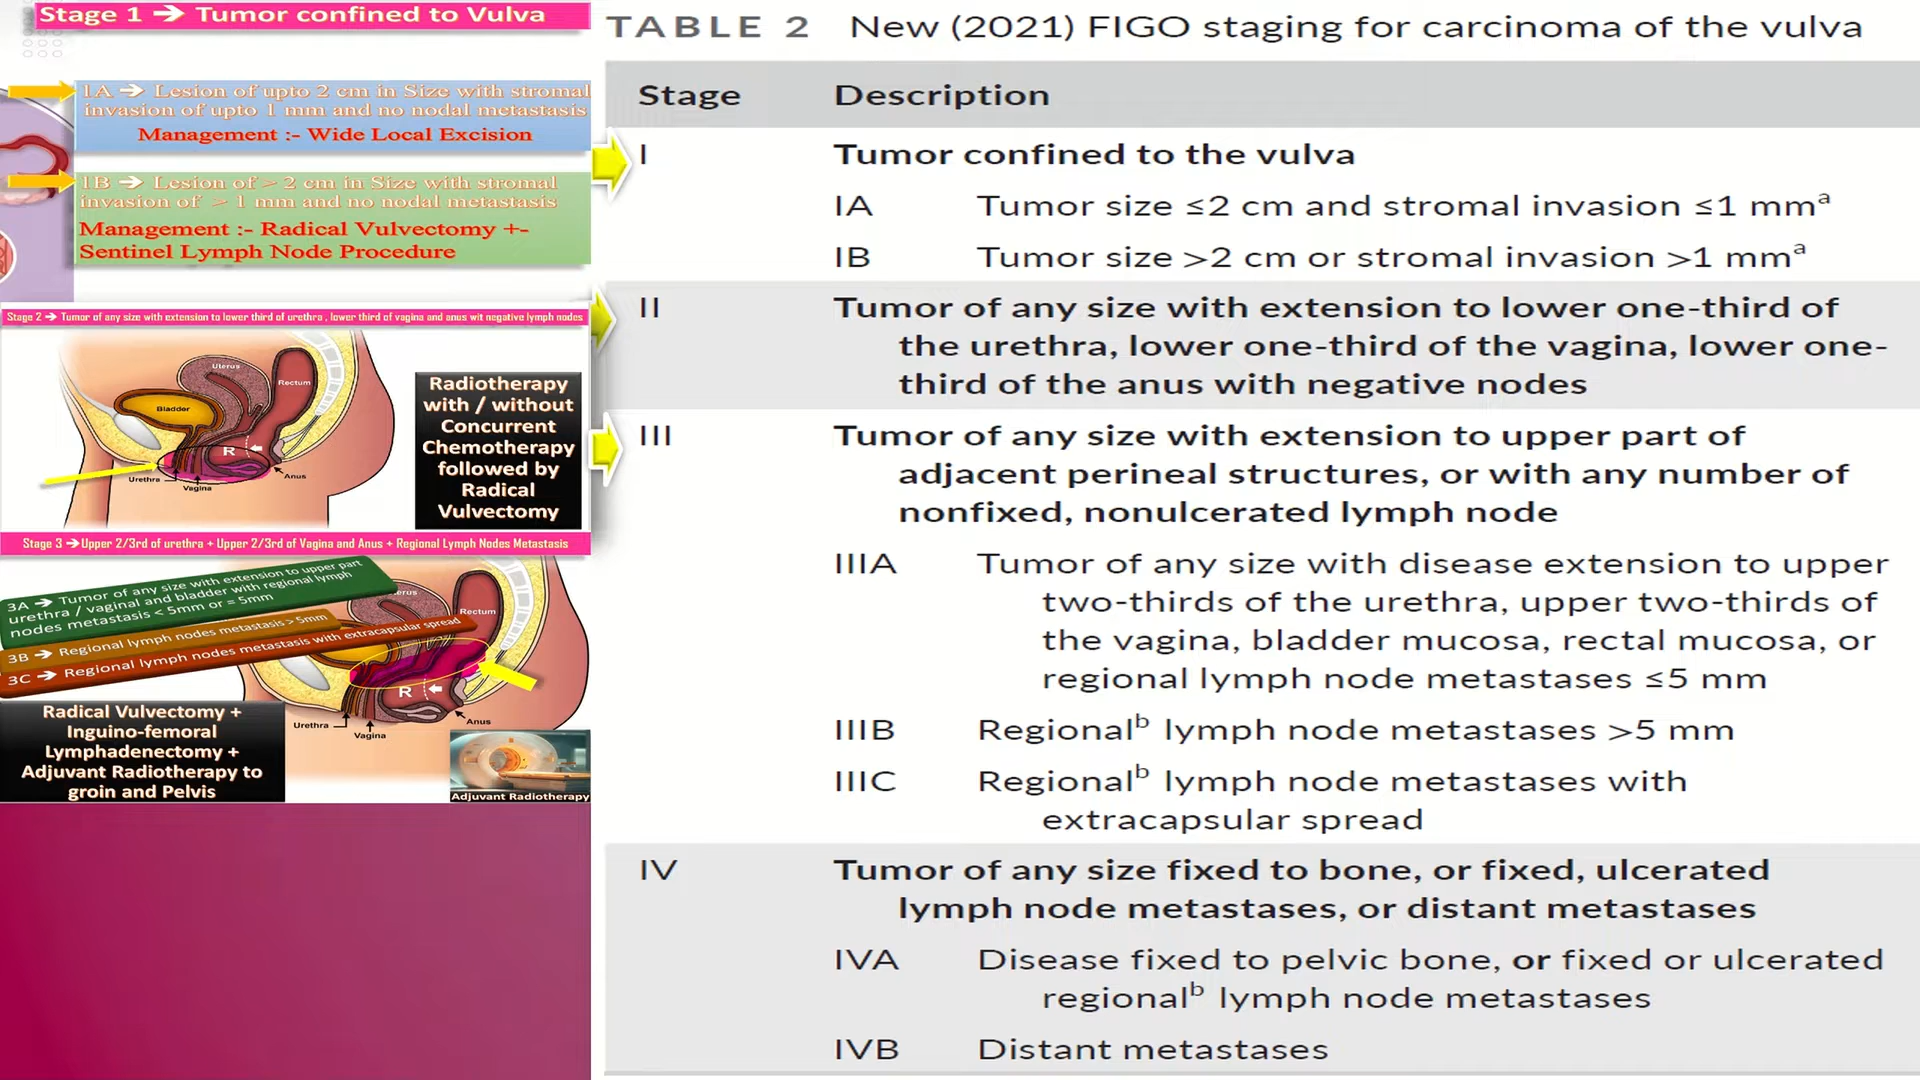 Stage 1 → Tumor confined to Vulva
1A → Lesion of upto 2 cm in Size with stromal
invasion of upto 1 mm and no nodal metastasis
Management :- Wide Local Excision
1B → Lesion of > 2 cm in Size with stromal
invasion of > 1 mm and no nodal metastasis
Management :- Radical Vulvectomy +-
Sentinel Lymph Node Procedure
Stage 2 → Tumor of any size with extension to lower third of urethra , lower third of vagina and anus wit negative lymph nodes
Uterus
Rectum
Bladder
R
Urethra
Vagina
Anus
Radiotherapy
with / without
Concurrent
Chemotherapy
followed by
Radical
Vulvectomy
Stage 3 →Upper 2/3rd of urethra + Upper 2/3rd of Vagina and Anus + Regional Lymph Nodes Metastasis
3A → Tumor of any size with extension to upper part
urethra / vaginal and bladder with regional lymph
nodes metastasis < 5mm or = 5mm
3B → Regional lymph nodes metastasis > 5mm
3C → Regional lymph nodes metastasis with extracapsular spread
erus
Rectum
R
Urethra
Vagina
Anus
Radical Vulvectomy +
Inguino-femoral
Lymphadenectomy +
Adjuvant Radiotherapy to
groin and Pelvis
Adjuvant Radiotherapy
TABLE 2 New (2021) FIGO staging for carcinoma of the vulva
Stage Description
I Tumor confined to the vulva
IA Tumor size ≤2 cm and stromal invasion ≤1 mmᵃ
IB Tumor size >2 cm or stromal invasion >1 mmᵃ
II Tumor of any size with extension to lower one-third of
the urethra, lower one-third of the vagina, lower one-
third of the anus with negative nodes
III Tumor of any size with extension to upper part of
adjacent perineal structures, or with any number of
nonfixed, nonulcerated lymph node
IIIA Tumor of any size with disease extension to upper
two-thirds of the urethra, upper two-thirds of
the vagina, bladder mucosa, rectal mucosa, or
regional lymph node metastases ≤5 mm
IIIB Regionalᵇ lymph node metastases >5 mm
IIIC Regionalᵇ lymph node metastases with
extracapsular spread
IV Tumor of any size fixed to bone, or fixed, ulcerated
lymph node metastases, or distant metastases
IVA Disease fixed to pelvic bone, or fixed or ulcerated
regionalᵇ lymph node metastases
IVB Distant metastases